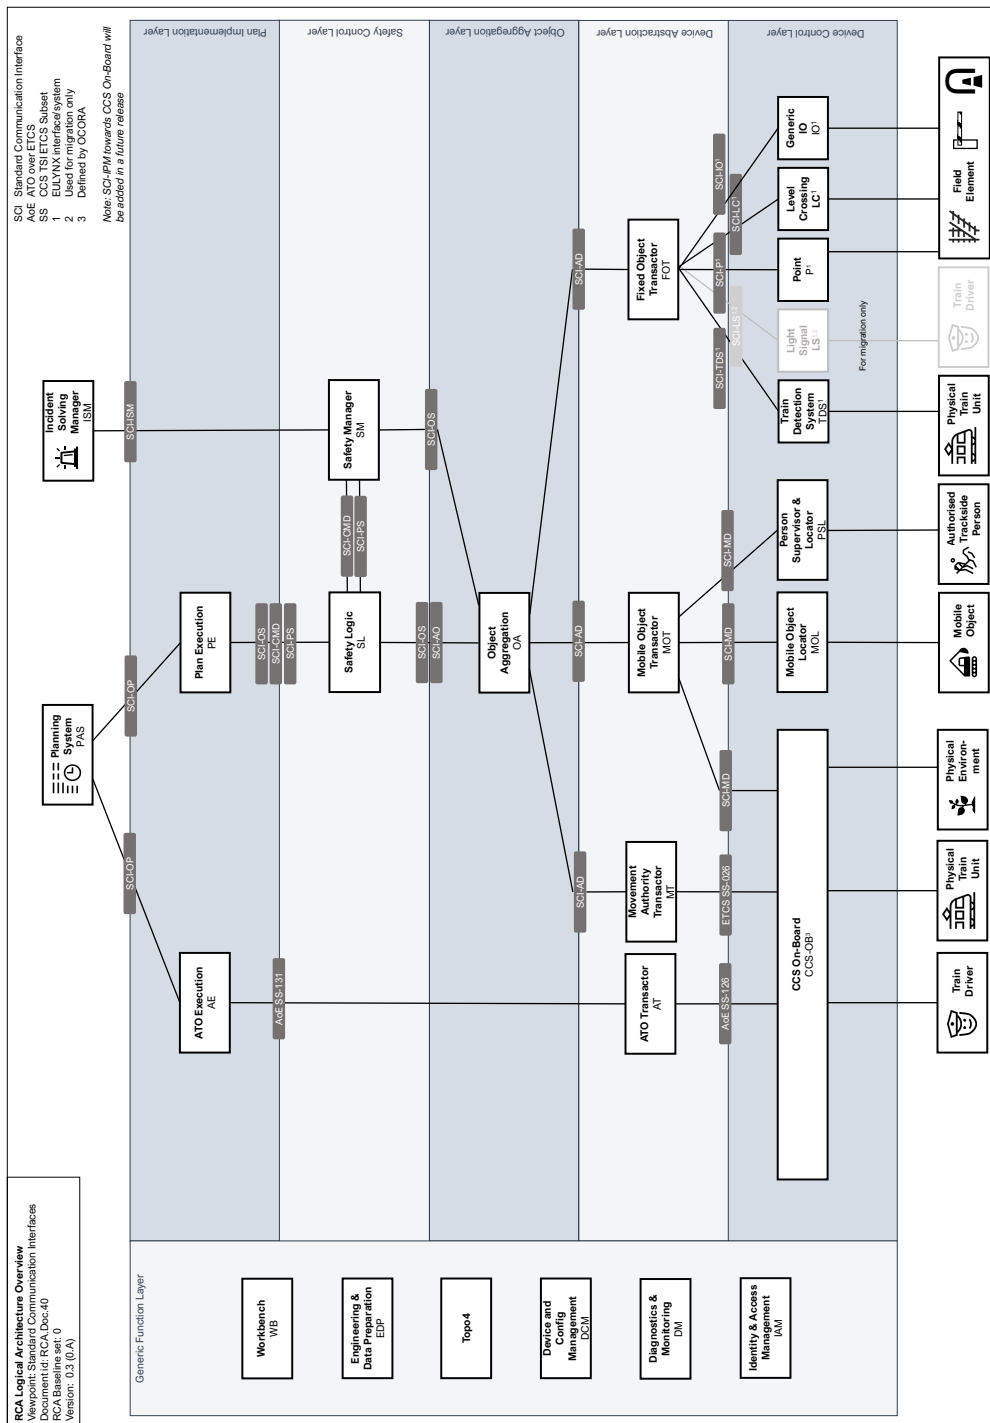 RCA Logical Architecture Overview
Viewpoint: Standard Communication Interfaces
Document id: RCA.Doc.40
RCA Baseline set: 0
Version: 0.3 (0.A)
SCI Standard Communication Interface
AoE ATO over ETCS
SS CCS TSI ETCS Subset
1 EULYNX interface/system
2 Used for migration only
3 Defined by OCORA
Note: SCI-IPM towards CCS On-Board will
be added in a future release
Planning
System
PAS
Incident
Solving
Manager
ISM
SCI-OP
SCI-OP
SCI-ISM
Generic Function Layer
Workbench
WB
Engineering &
Data Preparation
EDP
Topo4
Device and
Config
Management
DCM
Diagnostics &
Monitoring
DM
Identity & Access
Management
IAM
Plan Implementation Layer
ATO Execution
AE
Plan Execution
PE
AoE SS-131
SCI-OS
SCI-CMD
SCI-PS
Safety Control Layer
Safety Logic
SL
SCI-CMD
SCI-PS
Safety Manager
SM
SCI-OS
SCI-AO
SCI-OS
Object Aggregation Layer
Object
Aggregation
OA
SCI-AD
SCI-AD
SCI-AD
Device Abstraction Layer
ATO Transactor
AT
Movement
Authority
Transactor
MT
Mobile Object
Transactor
MOT
Fixed Object
Transactor
FOT
AoE SS-126
ETCS SS-026
SCI-MD
SCI-MD
SCI-MD
SCI-TDS¹
SCI-LS¹˒²
SCI-P¹
SCI-LC¹
SCI-IO¹
Device Control Layer
CCS On-Board
CCS-OB³
Mobile Object
Locator
MOL
Person
Supervisor &
Locator
PSL
Train
Detection
System
TDS¹
Light
Signal
LS¹˒²
Point
P¹
Level
Crossing
LC¹
Generic
IO
IO¹
For migration only
Train
Driver
Physical
Train
Unit
Physical
Environ-
ment
Mobile
Object
Authorised
Trackside
Person
Physical
Train
Unit
Train
Driver
Field
Element